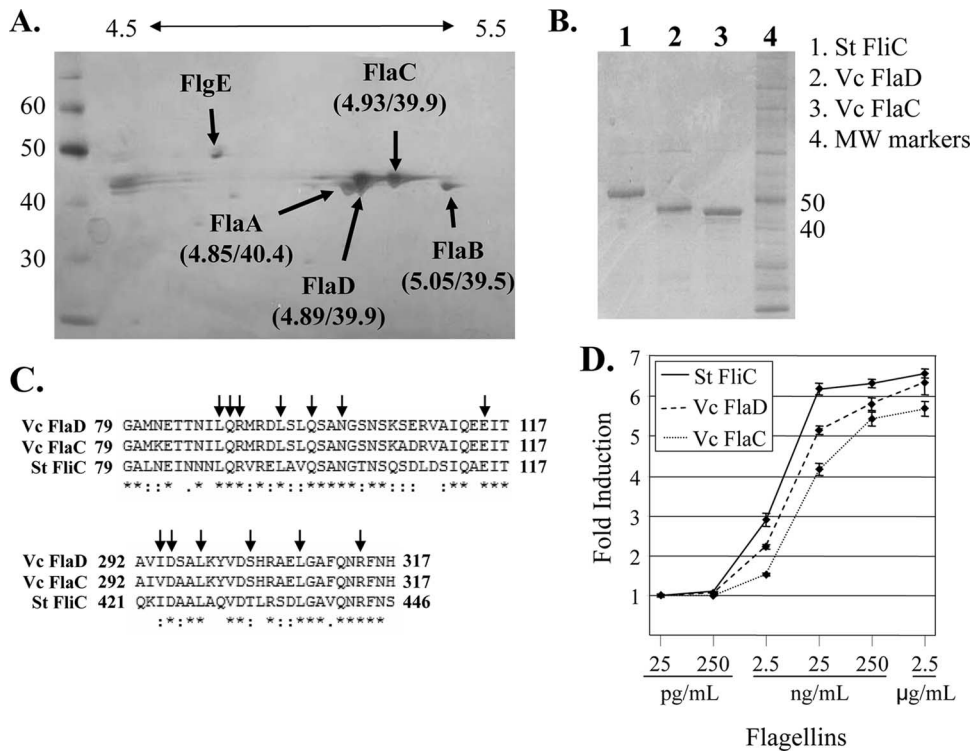 A.
4.5
5.5
60
50
40
30
FlgE
FlaC
(4.93/39.9)
FlaA
(4.85/40.4)
FlaD
(4.89/39.9)
FlaB
(5.05/39.5)
B.
1 2 3 4
1. St FliC
2. Vc FlaD
3. Vc FlaC
4. MW markers
50
40
C.
Vc FlaD 79 GAMNETTNILQRMRDLSLQSANGSNSKSERVAIQEEIT 117
Vc FlaC 79 GAMKETTNILQRMRDLSLQSANGSNSKADRVAIQEEIT 117
St FliC 79 GALNEINNNLQRVRELAVQSANGTNSQSDLDSIQAEIT 117
**::* .* ***:*:*::*****:**:::  :** ***
Vc FlaD 292 AVIDSALKYVDSHRAELGAFQNRFNH 317
Vc FlaC 292 AIVDAALKYVDSHRAELGAFQNRFNH 317
St FliC 421 QKIDAALAQVDTLRSDLGAVQNRFNS 446
:*:** **: *::***.*****
D.
7
6
5
4
3
2
1
Fold Induction
St FliC
Vc FlaD
Vc FlaC
25 250 2.5 25 250 2.5
pg/mL ng/mL µg/mL
Flagellins